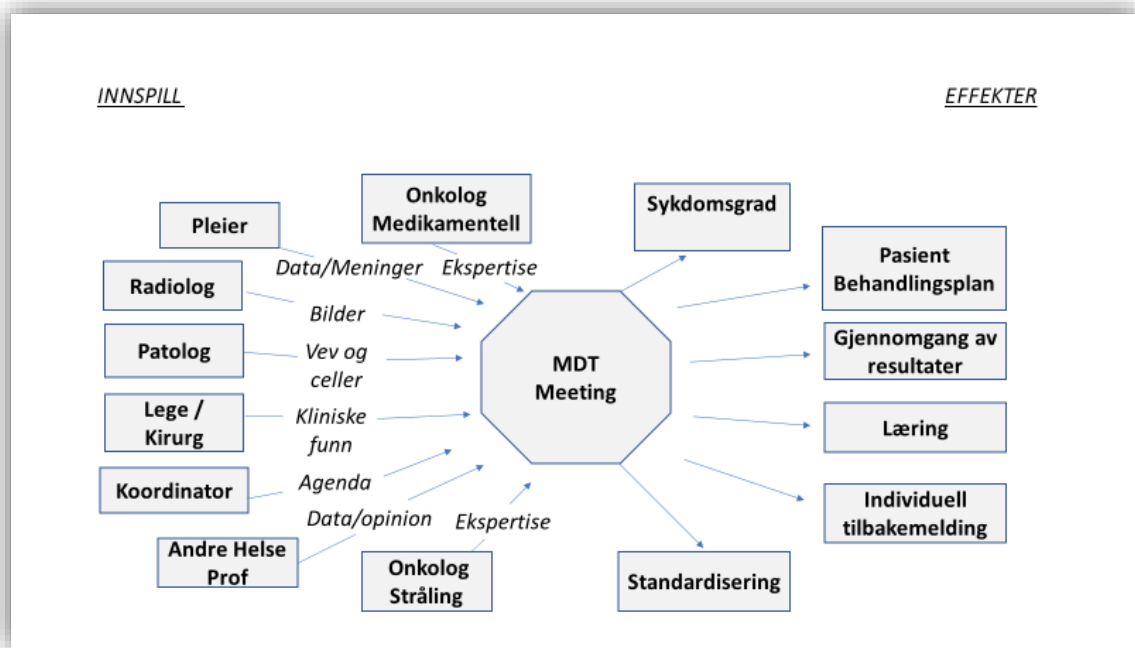 INNSPILL
EFFEKTER
Onkolog
Medikamentell
Sykdomsgrad
Pleier
Pasient
Behandlingsplan
Data/Meninger
Ekspertise
Radiolog
Bilder
Gjennomgang av
resultater
Patolog
Vev og
celler
MDT
Meeting
Lege /
Kirurg
Kliniske
funn
Læring
Koordinator
Agenda
Individuell
tilbakemelding
Data/opinion
Ekspertise
Andre Helse
Prof
Onkolog
Stråling
Standardisering